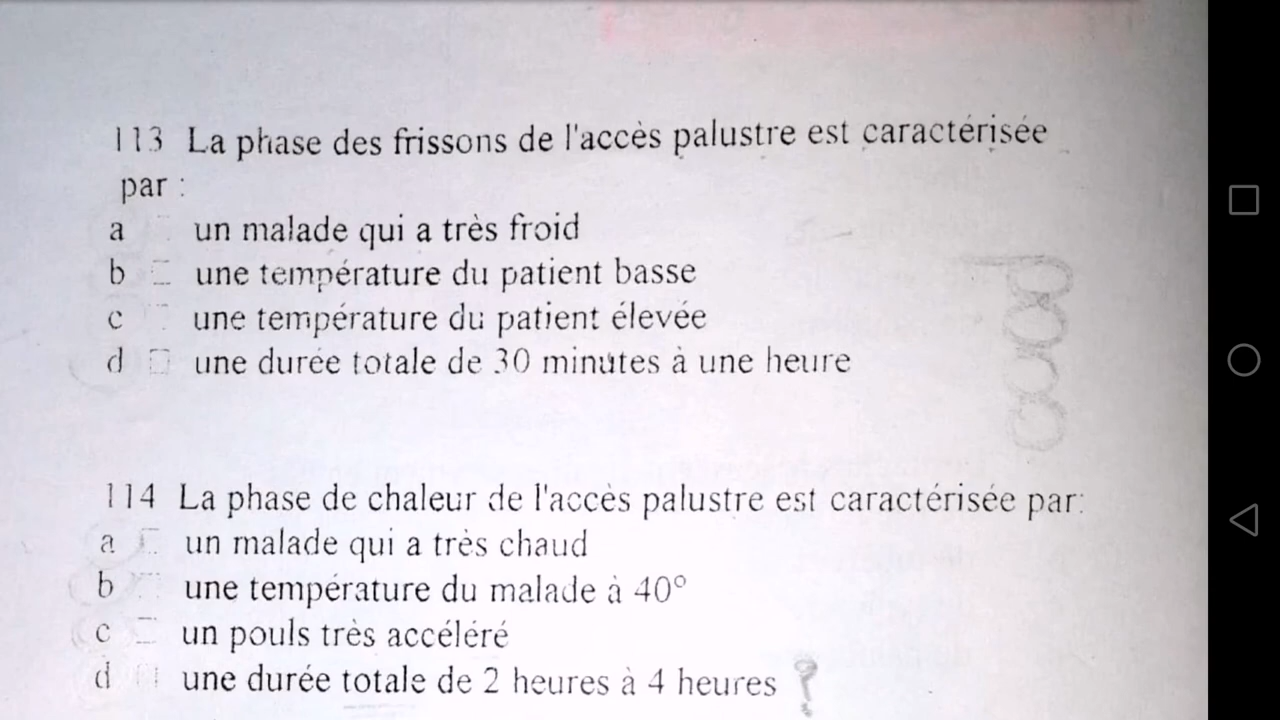 113 La phase des frissons de l'accès palustre est caractérisée
par :
a un malade qui a très froid
b une température du patient basse
c une température du patient élevée
d une durée totale de 30 minutes à une heure
114 La phase de chaleur de l'accès palustre est caractérisée par:
a un malade qui a très chaud
b une température du malade à 40°
c un pouls très accéléré
d une durée totale de 2 heures à 4 heures ?